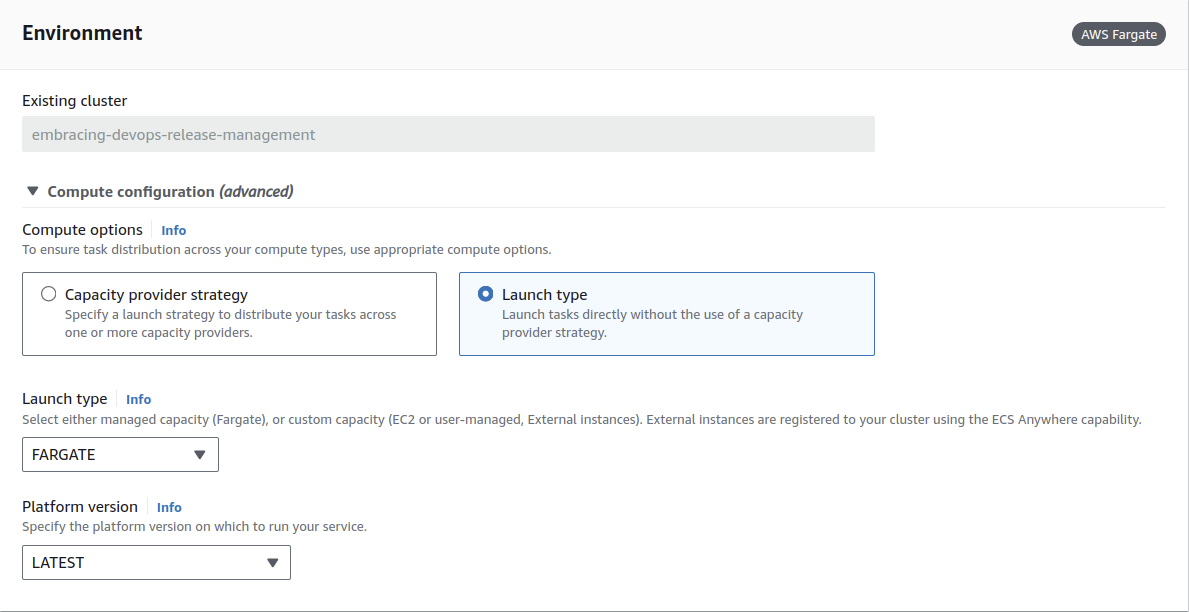 Environment
AWS Fargate
Existing cluster
embracing-devops-release-management
Compute configuration (advanced)
Compute options Info
To ensure task distribution across your compute types, use appropriate compute options.
Capacity provider strategy
Specify a launch strategy to distribute your tasks across
one or more capacity providers.
Launch type
Launch tasks directly without the use of a capacity
provider strategy.
Launch type Info
Select either managed capacity (Fargate), or custom capacity (EC2 or user-managed, External instances). External instances are registered to your cluster using the ECS Anywhere capability.
FARGATE
Platform version Info
Specify the platform version on which to run your service.
LATEST